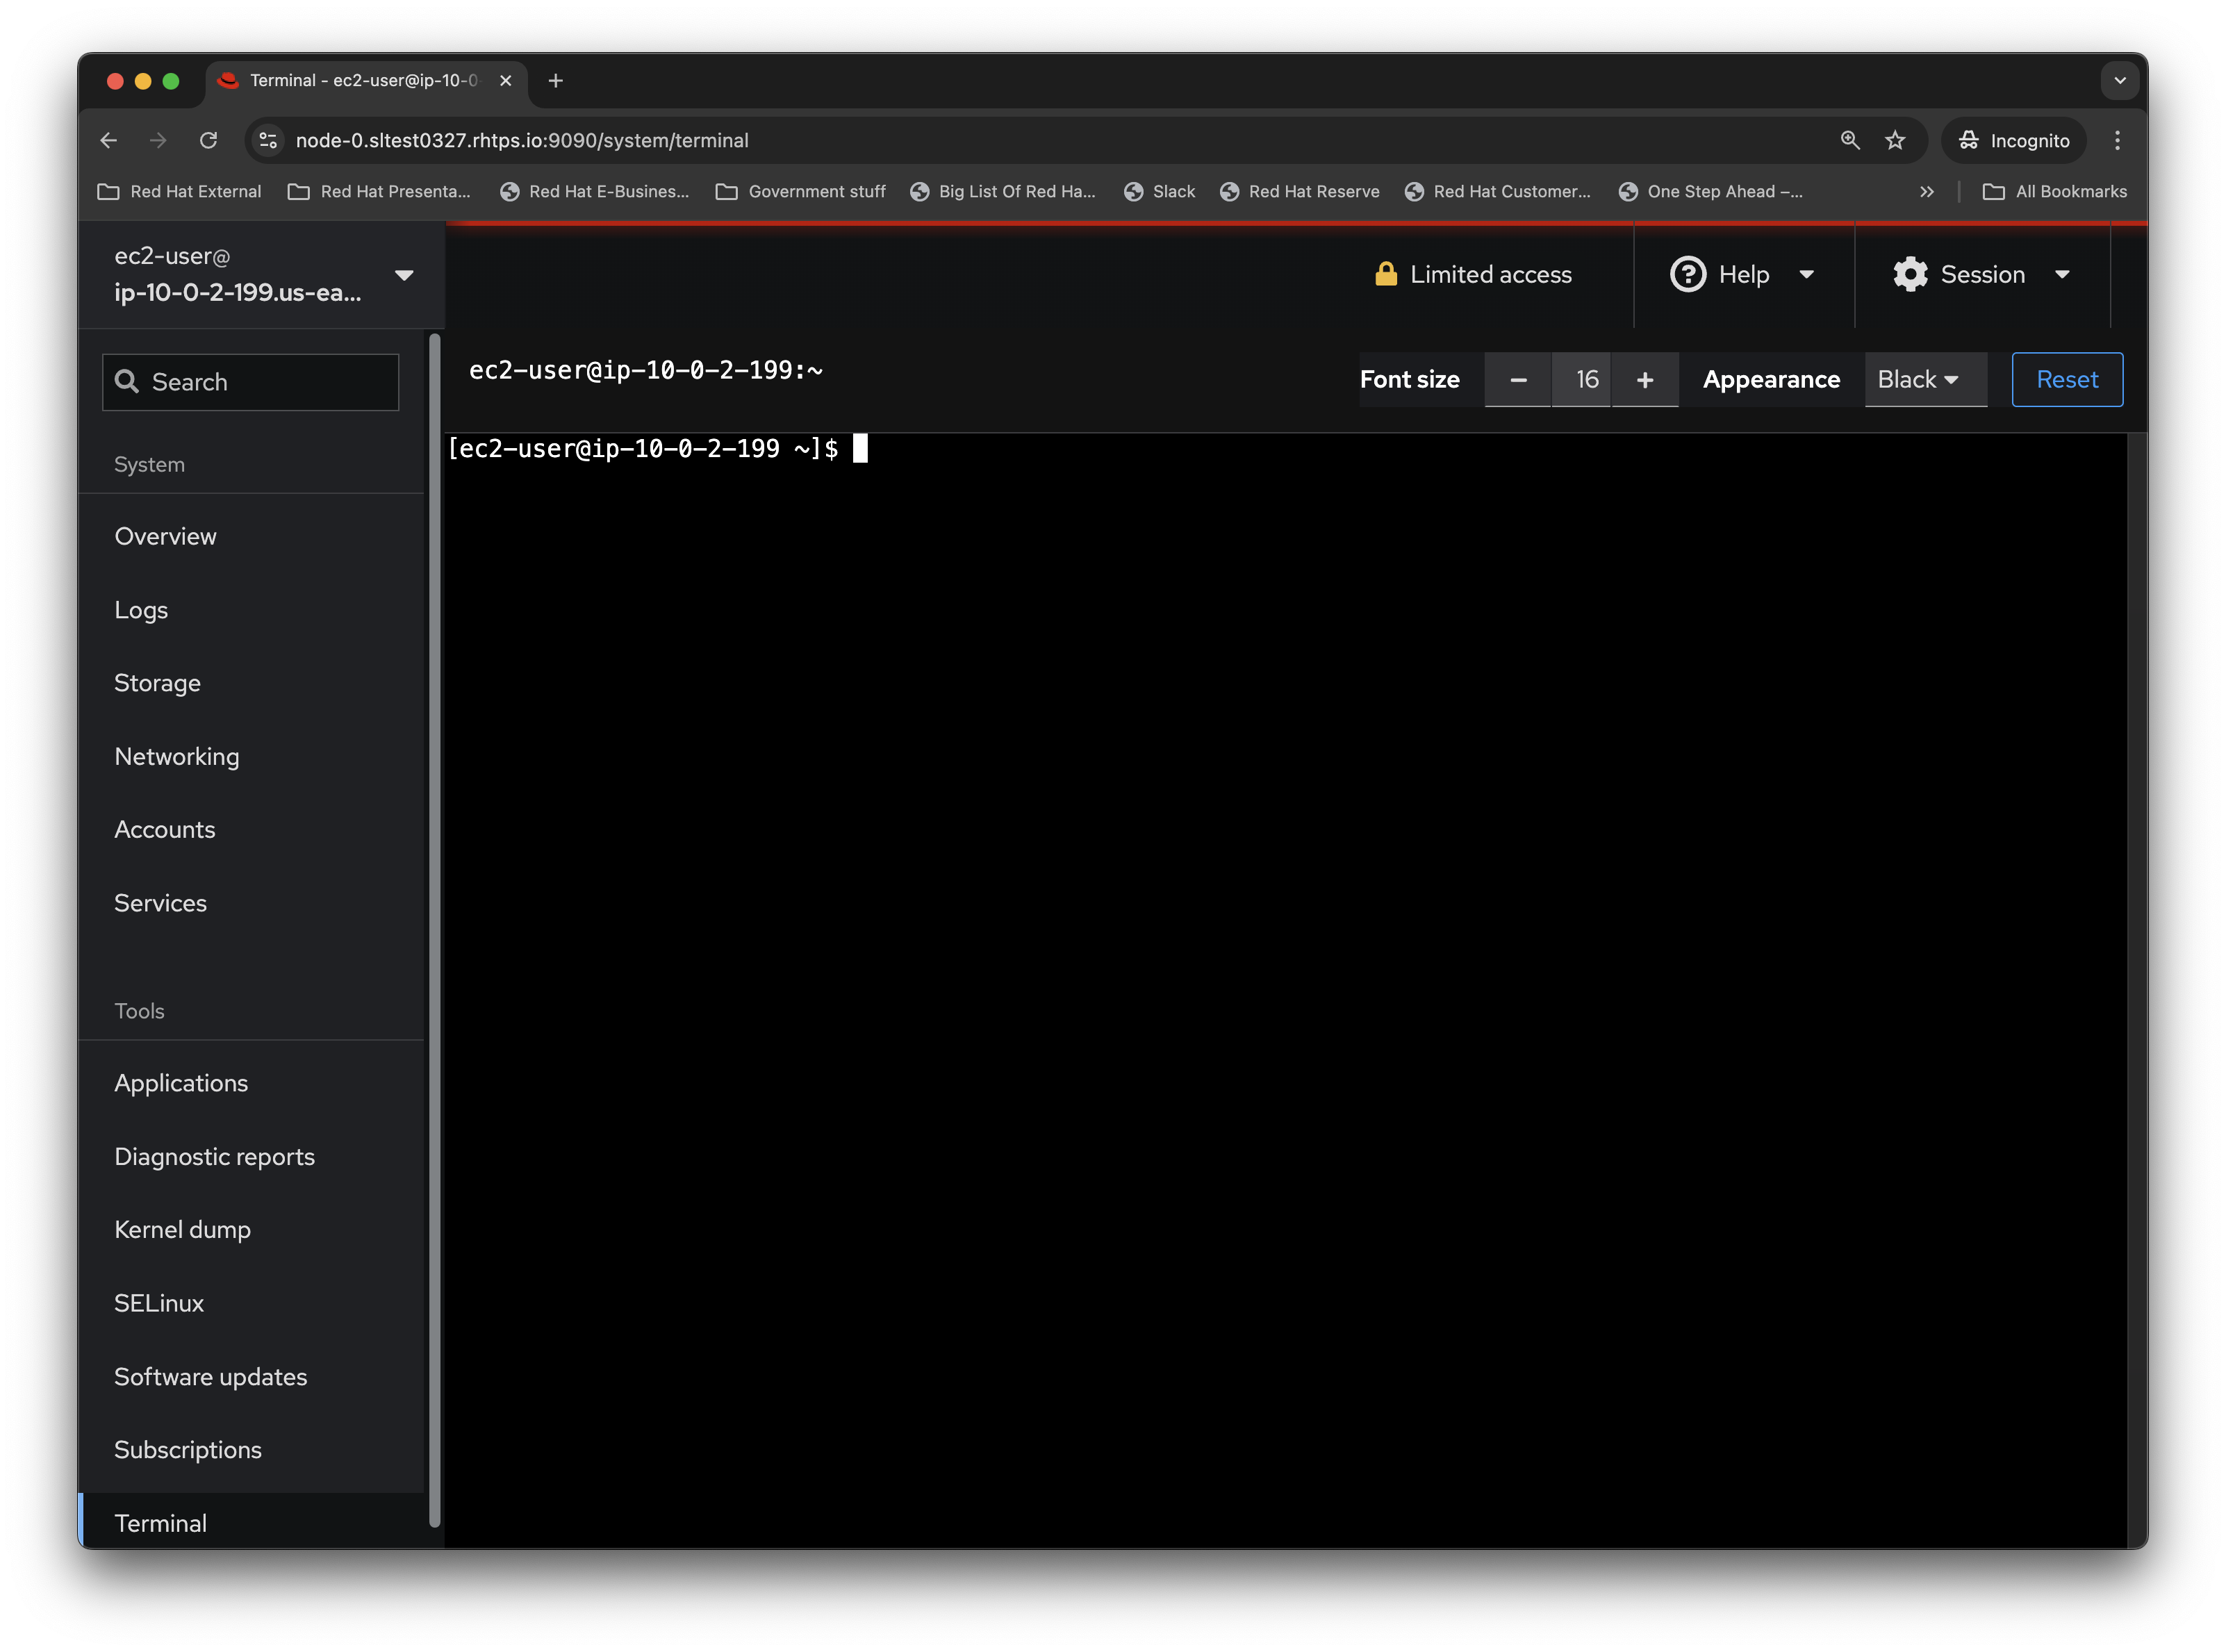 Terminal - ec2-user@ip-10-0-
node-0.sltest0327.rhtps.io:9090/system/terminal
Incognito
Red Hat External
Red Hat Presenta...
Red Hat E-Busines...
Government stuff
Big List Of Red Ha...
Slack
Red Hat Reserve
Red Hat Customer...
One Step Ahead –...
All Bookmarks
ec2-user@
ip-10-0-2-199.us-ea...
Limited access
Help
Session
Search
ec2-user@ip-10-0-2-199:~
Font size
16
Appearance
Black
Reset
[ec2-user@ip-10-0-2-199 ~]$
System
Overview
Logs
Storage
Networking
Accounts
Services
Tools
Applications
Diagnostic reports
Kernel dump
SELinux
Software updates
Subscriptions
Terminal